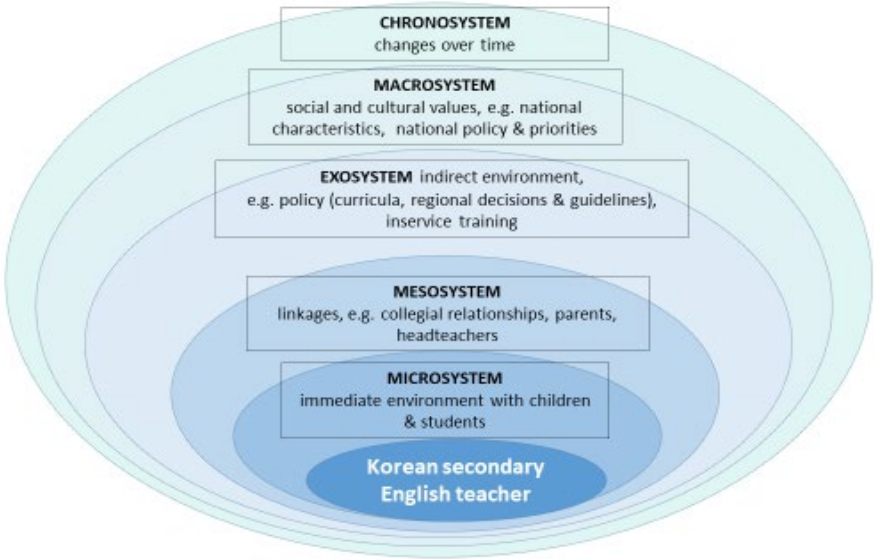 CHRONOSYSTEM
changes over time
MACROSYSTEM
social and cultural values, e.g. national
characteristics, national policy & priorities
EXOSYSTEM indirect environment,
e.g. policy (curricula, regional decisions & guidelines),
inservice training
MESOSYSTEM
linkages, e.g. collegial relationships, parents,
headteachers
MICROSYSTEM
immediate environment with children
& students
Korean secondary
English teacher